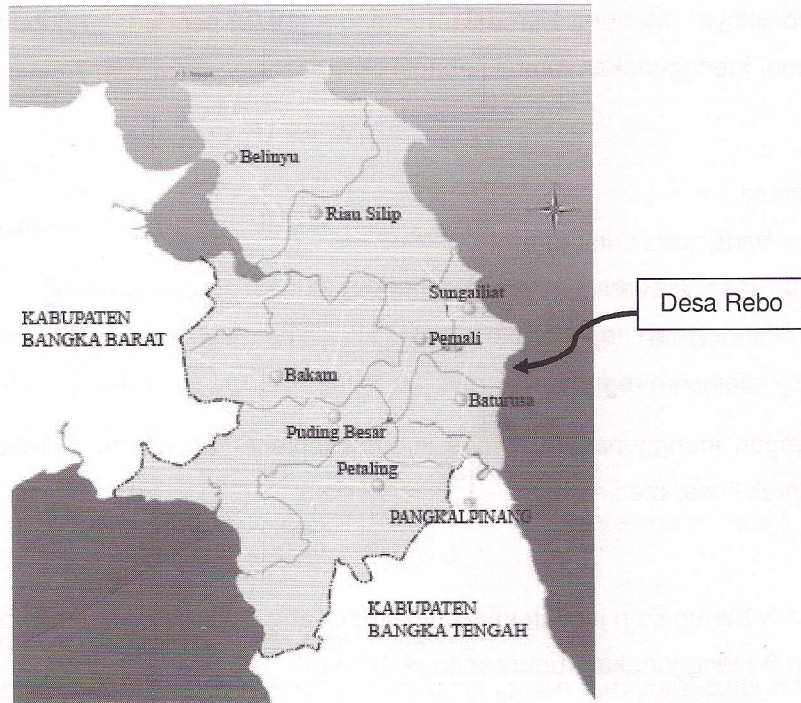 Belinyu
Riau Silip
Sungailiat
KABUPATEN
BANGKA BARAT
Desa Rebo
Pemali
Bakam
Baturusa
Puding Besar
Petaling
PANGKALPINANG
KABUPATEN
BANGKA TENGAH